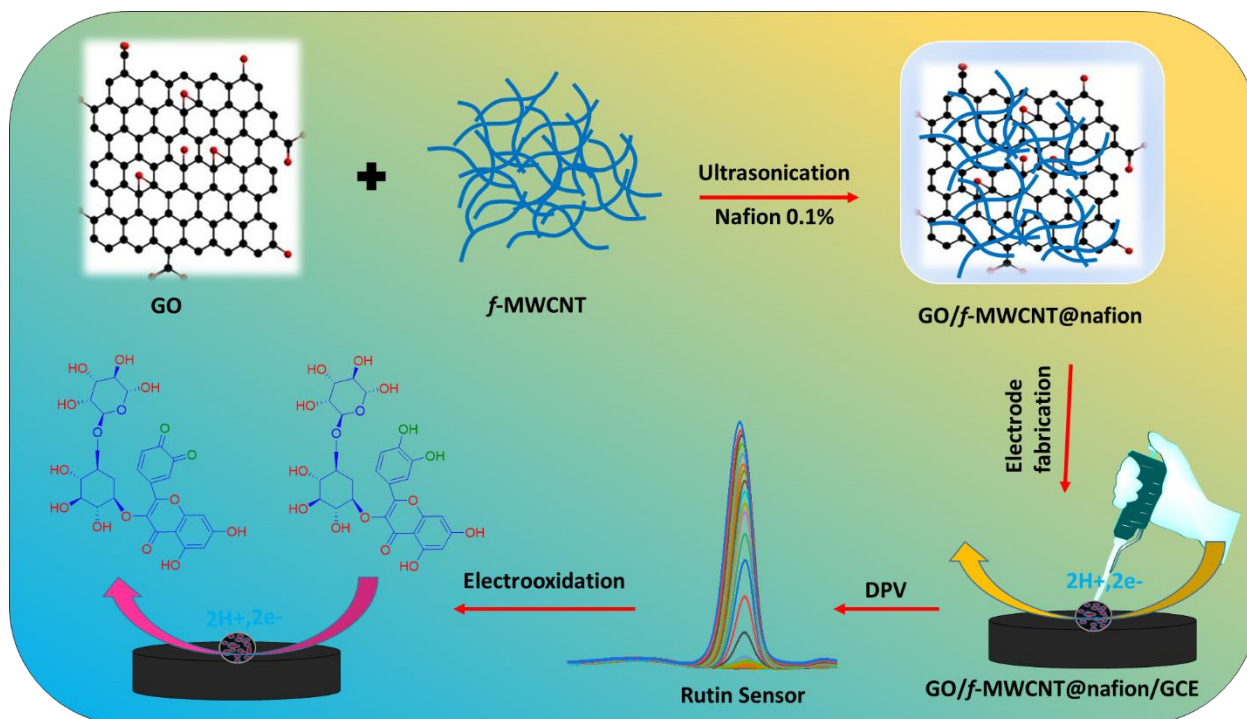 GO
+
f-MWCNT
Ultrasonication
Nafion 0.1%
GO/f-MWCNT@nafion
Electrode
fabrication
2H+,2e-
GO/f-MWCNT@nafion/GCE
DPV
Rutin Sensor
Electrooxidation
OH
HO
OH
HO
O
OH
HO
O
O
HO
HO
OH
O
O
OH
O
OH
OH
HO
OH
HO
O
O
O
O
HO
HO
HO
OH
O
O
OH
O
OH
2H+,2e-